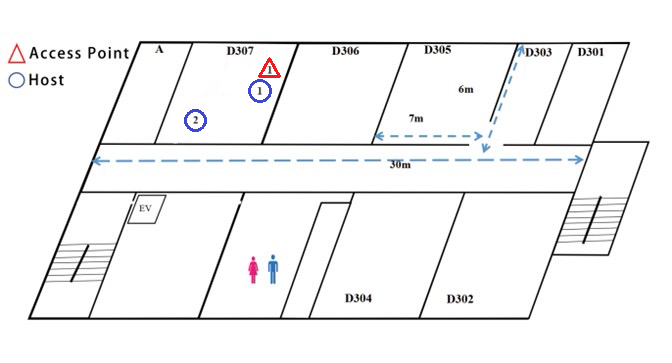 Access Point
Host
A
D307
D306
D305
D303
D301
1
1
2
6m
7m
30m
EV
D304
D302